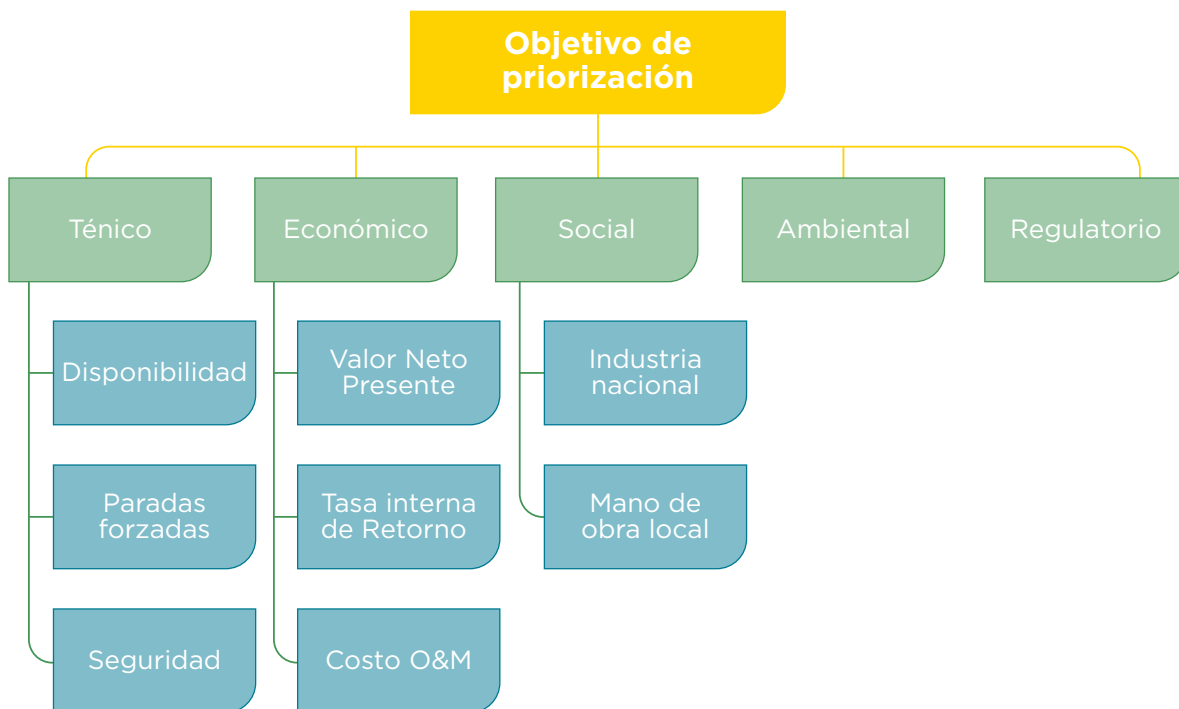 Objetivo de
priorización
Ténico
Económico
Social
Ambiental
Regulatorio
Disponibilidad
Valor Neto
Presente
Industria
nacional
Paradas
forzadas
Tasa interna
de Retorno
Mano de
obra local
Seguridad
Costo O&M